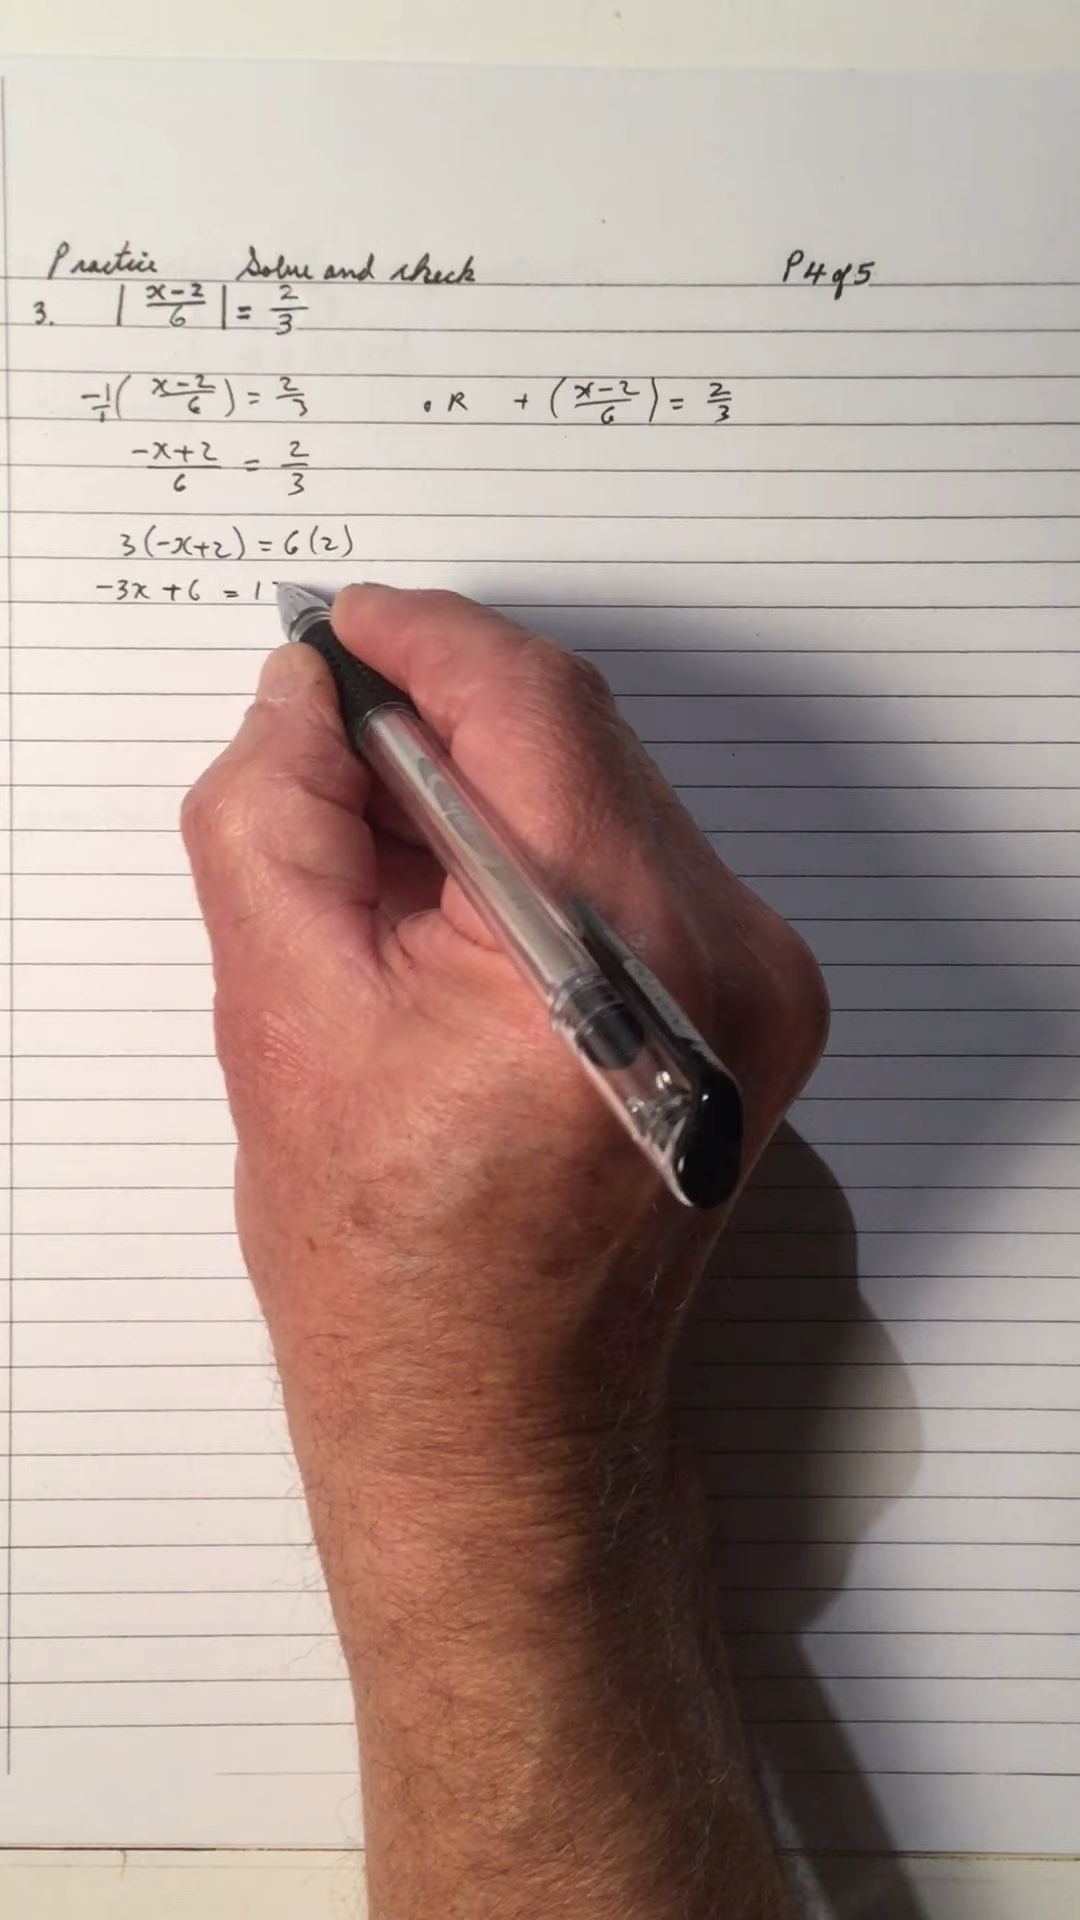 Practice Solve and check P4 of 5
3. | x-2/6 | = 2/3
-1/1( x-2/6 ) = 2/3 OR + (x-2/6) = 2/3
-x+2/6 = 2/3
3(-x+2) = 6(2)
-3x +6 = 1